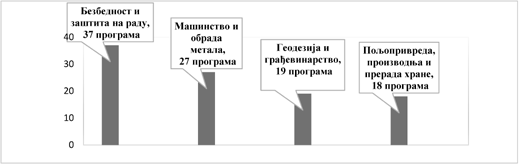 Безбедност и
заштита на раду,
37 програма
Машинство и
обрада
метала,
27 програма
Геодезија и
грађевинарство,
19 програма
Пољопривреда,
производња и
прерада хране,
18 програма
40
30
20
10
0